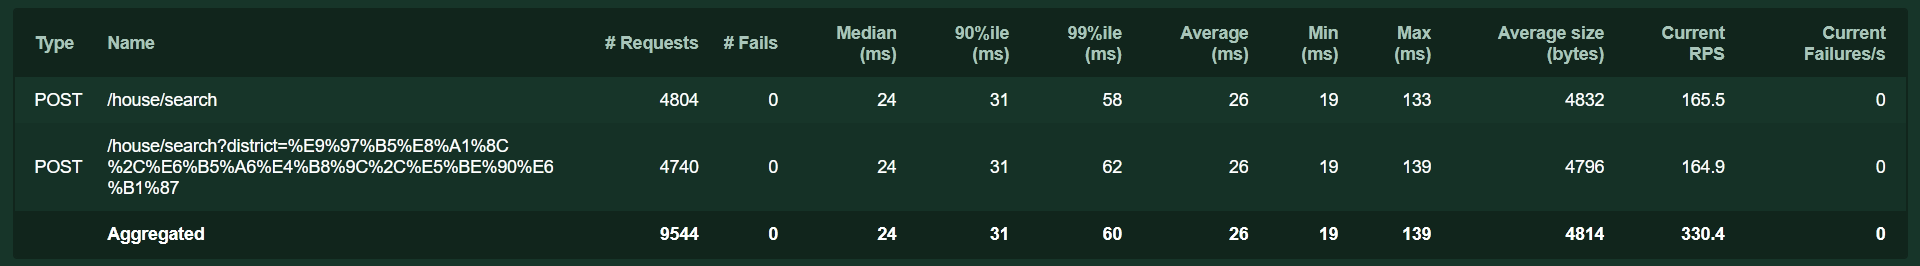 Type Name # Requests # Fails Median (ms) 90%ile (ms) 99%ile (ms) Average (ms) Min (ms) Max (ms) Average size (bytes) Current RPS Current Failures/s
POST /house/search 4804 0 24 31 58 26 19 133 4832 165.5 0
POST /house/search?district=%E9%97%B5%E8%A1%8C
%2C%E6%B5%A6%E4%B8%9C%2C%E5%BE%90%E6
%B1%87 4740 0 24 31 62 26 19 139 4796 164.9 0
Aggregated 9544 0 24 31 60 26 19 139 4814 330.4 0